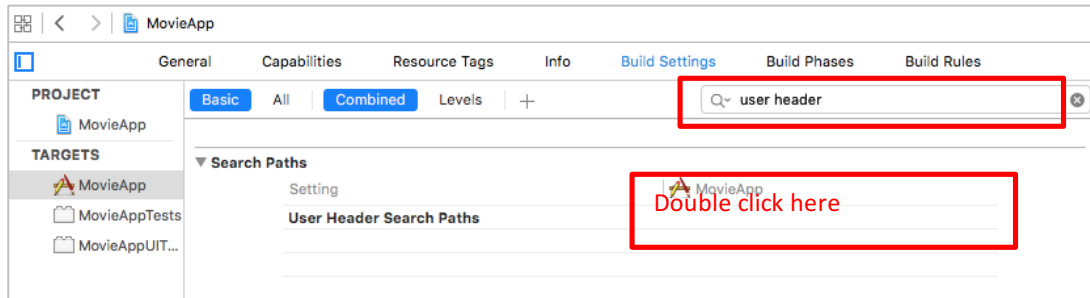 MovieApp
General Capabilities Resource Tags Info Build Settings Build Phases Build Rules
PROJECT
MovieApp
TARGETS
MovieApp
MovieAppTests
MovieAppUIT...
Basic All Combined Levels +
user header
Search Paths
Setting MovieApp
Double click here
User Header Search Paths